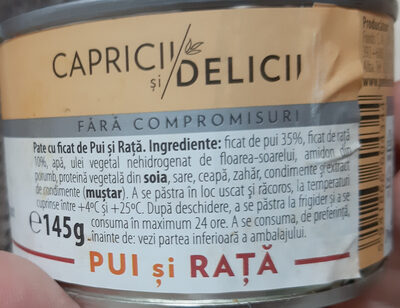 CAPRICII
și
DELICII
FĂRĂ COMPROMISURI
Pate cu ficat de Pui și Rață. Ingrediente: ficat de pui 35%, ficat de rață
10%, apă, ulei vegetal nehidrogenat de floarea-soarelui, amidon din
porumb, proteină vegetală din soia, sare, ceapă, zahăr, condimente și extract
de condimente (muștar). A se păstra în loc uscat și răcoros, la temperaturi
cuprinse între +4°C și +25°C. După deschidere, a se păstra la frigider și a se
consuma în maximum 24 ore. A se consuma, de preferință,
înainte de: vezi partea inferioară a ambalajului.
℮145g
PUI și RAȚĂ
Producător: